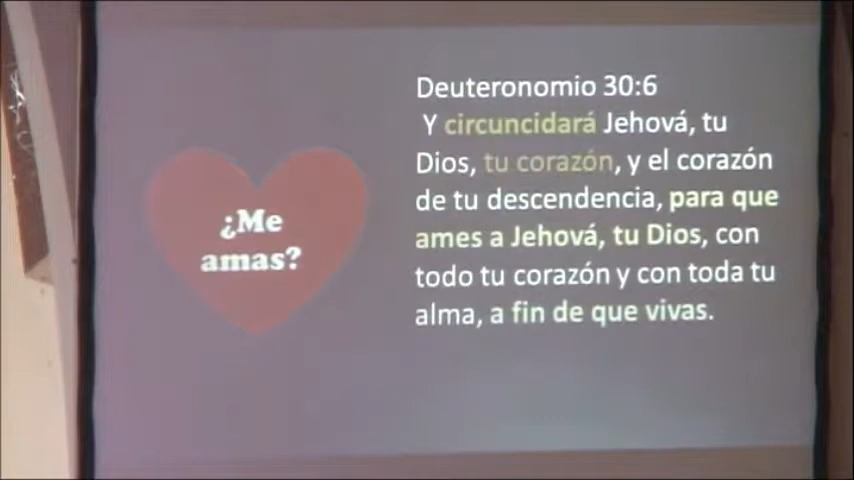 ¿Me
amas?
Deuteronomio 30:6
Y circuncidará Jehová, tu
Dios, tu corazón, y el corazón
de tu descendencia, para que
ames a Jehová, tu Dios, con
todo tu corazón y con toda tu
alma, a fin de que vivas.